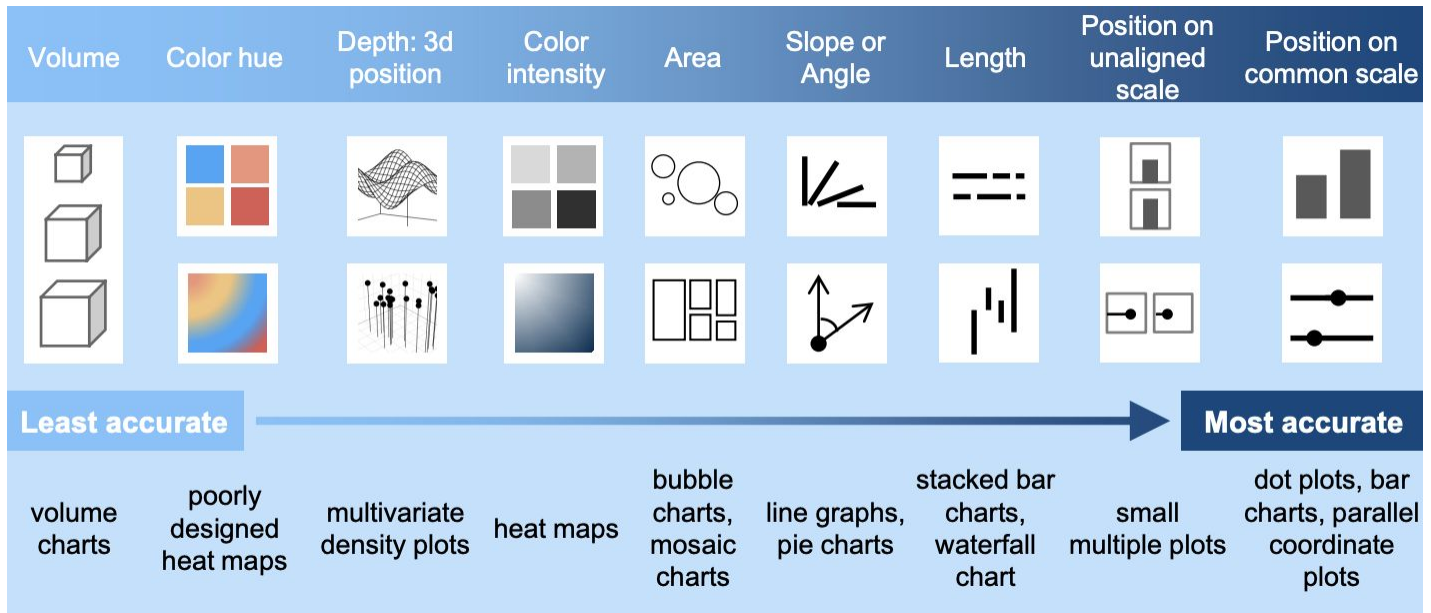 Volume
Color hue
Depth: 3d
position
Color
intensity
Area
Slope or
Angle
Length
Position on
unaligned
scale
Position on
common scale
Least accurate
Most accurate
volume
charts
poorly
designed
heat maps
multivariate
density plots
heat maps
bubble
charts,
mosaic
charts
line graphs,
pie charts
stacked bar
charts,
waterfall
chart
small
multiple plots
dot plots, bar
charts, parallel
coordinate
plots